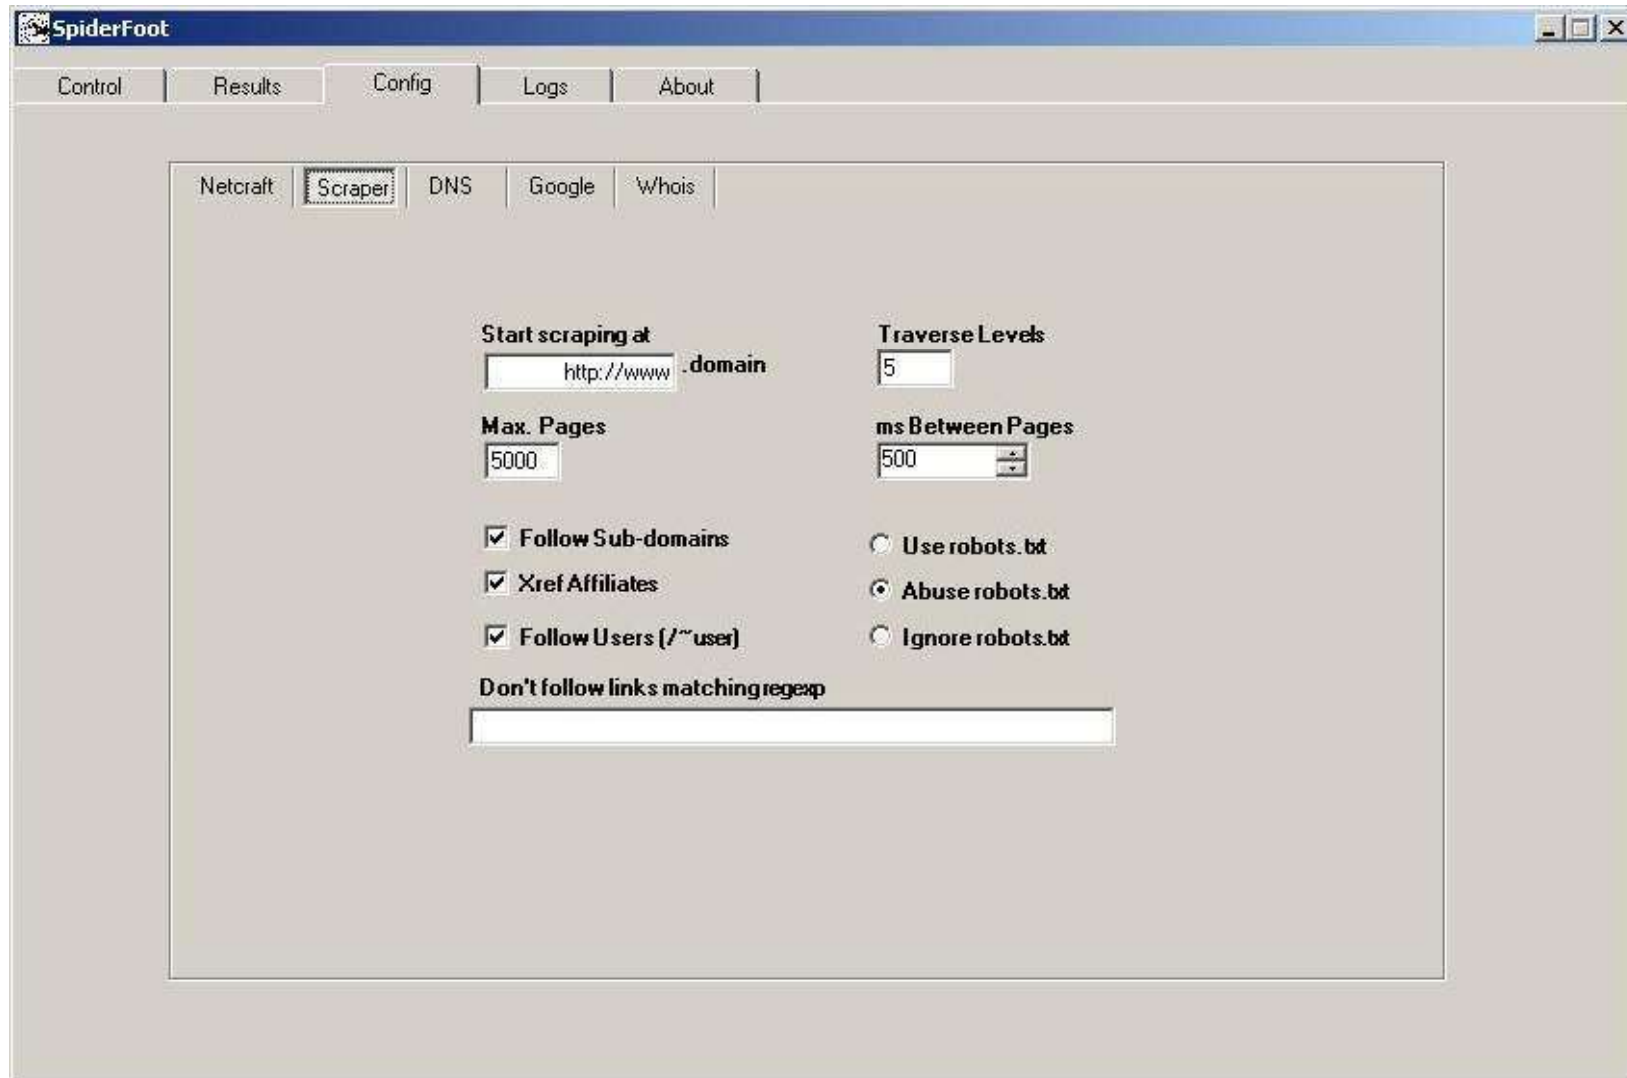 SpiderFoot
Control Results Config Logs About
Netcraft Scraper DNS Google Whois
Start scraping at
http://www .domain
Traverse Levels
5
Max. Pages
5000
ms Between Pages
500
Follow Sub-domains
Xref Affiliates
Follow Users (/~user)
Use robots.txt
Abuse robots.txt
Ignore robots.txt
Don't follow links matching regexp